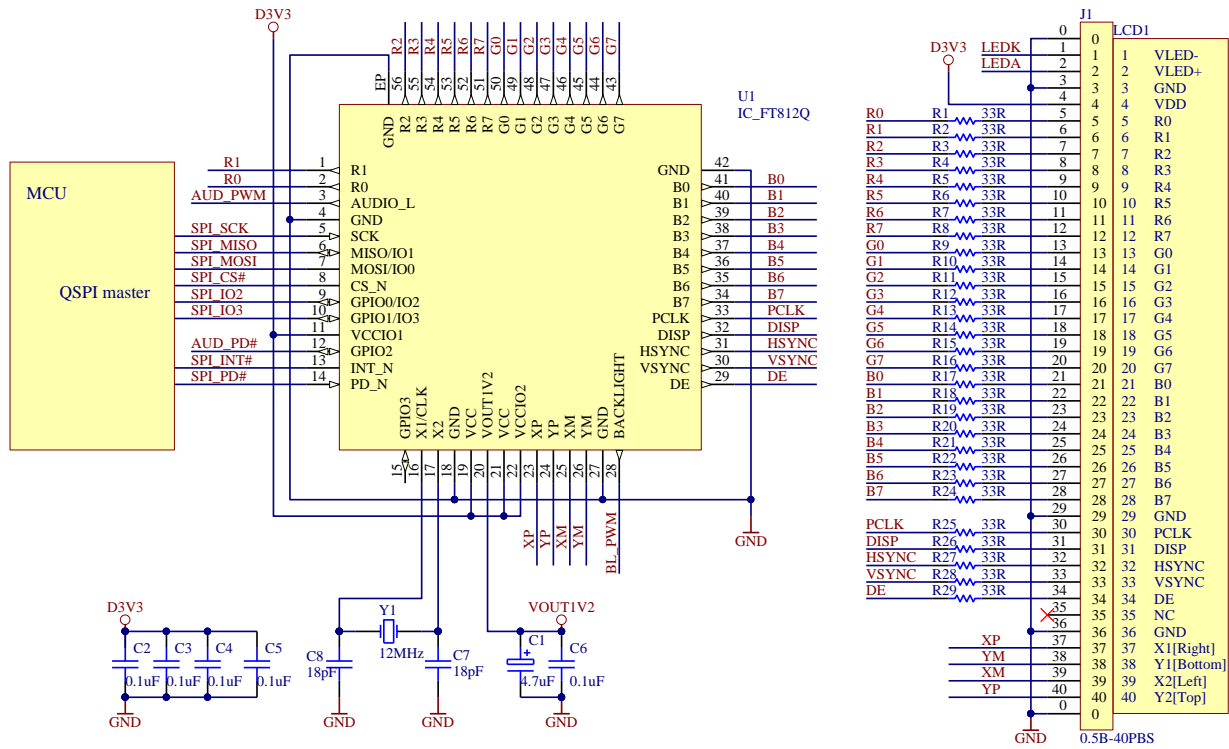 D3V3
R2 R3 R4 R5 R6 R7 G0 G1 G2 G3 G4 G5 G6 G7
EP 56 55 54 53 52 51 50 49 48 47 46 45 44 43
GND R2 R3 R4 R5 R6 R7 G0 G1 G2 G3 G4 G5 G6 G7
U1
IC_FT812Q
MCU
QSPI master
R1 1 R1
R0 2 R0
AUD_PWM 3 AUDIO_L
4 GND
SPI_SCK 5 SCK
SPI_MISO 6 MISO/IO1
SPI_MOSI 7 MOSI/IO0
SPI_CS# 8 CS_N
SPI_IO2 9 GPIO0/IO2
SPI_IO3 10 GPIO1/IO3
11 VCCIO1
AUD_PD# 12 GPIO2
SPI_INT# 13 INT_N
SPI_PD# 14 PD_N
GND 42
B0 41 B0
B1 40 B1
B2 39 B2
B3 38 B3
B4 37 B4
B5 36 B5
B6 35 B6
B7 34 B7
PCLK 33 PCLK
DISP 32 DISP
HSYNC 31 HSYNC
VSYNC 30 VSYNC
DE 29 DE
GPIO3 X1/CLK X2 GND VCC VOUT1V2 VCC VCCIO2 XP YP XM YM GND BACKLIGHT
15 16 17 18 19 20 21 22 23 24 25 26 27 28
XP YP XM YM BL_PWM
GND
D3V3
C2 0.1uF
C3 0.1uF
C4 0.1uF
C5 0.1uF
GND
Y1
12MHz
C8
18pF
C7
18pF
GND
GND
VOUT1V2
C1
+
4.7uF
C6
0.1uF
GND
J1
LCD1
D3V3
0 0
LEDK 1 1 1 VLED-
LEDA 2 2 2 VLED+
3 3 3 GND
4 4 4 VDD
R0 R1 33R 5 5 5 R0
R1 R2 33R 6 6 6 R1
R2 R3 33R 7 7 7 R2
R3 R4 33R 8 8 8 R3
R4 R5 33R 9 9 9 R4
R5 R6 33R 10 10 10 R5
R6 R7 33R 11 11 11 R6
R7 R8 33R 12 12 12 R7
G0 R9 33R 13 13 13 G0
G1 R10 33R 14 14 14 G1
G2 R11 33R 15 15 15 G2
G3 R12 33R 16 16 16 G3
G4 R13 33R 17 17 17 G4
G5 R14 33R 18 18 18 G5
G6 R15 33R 19 19 19 G6
G7 R16 33R 20 20 20 G7
B0 R17 33R 21 21 21 B0
B1 R18 33R 22 22 22 B1
B2 R19 33R 23 23 23 B2
B3 R20 33R 24 24 24 B3
B4 R21 33R 25 25 25 B4
B5 R22 33R 26 26 26 B5
B6 R23 33R 27 27 27 B6
B7 R24 33R 28 28 28 B7
29 29 29 GND
PCLK R25 33R 30 30 30 PCLK
DISP R26 33R 31 31 31 DISP
HSYNC R27 33R 32 32 32 HSYNC
VSYNC R28 33R 33 33 33 VSYNC
DE R29 33R 34 34 34 DE
35 35 35 NC
36 36 36 GND
XP 37 37 37 X1[Right]
YM 38 38 38 Y1[Bottom]
XM 39 39 39 X2[Left]
YP 40 40 40 Y2[Top]
0 0
GND
0.5B-40PBS